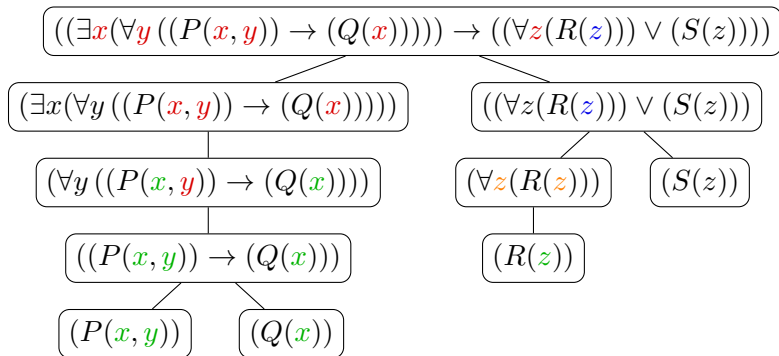 ((∃x(∀y ((P(x, y)) → (Q(x))))) → ((∀z(R(z))) ∨ (S(z))))
(∃x(∀y ((P(x, y)) → (Q(x)))))
((∀z(R(z))) ∨ (S(z)))
(∀y ((P(x, y)) → (Q(x))))
(∀z(R(z)))
(S(z))
((P(x, y)) → (Q(x)))
(R(z))
(P(x, y))
(Q(x))